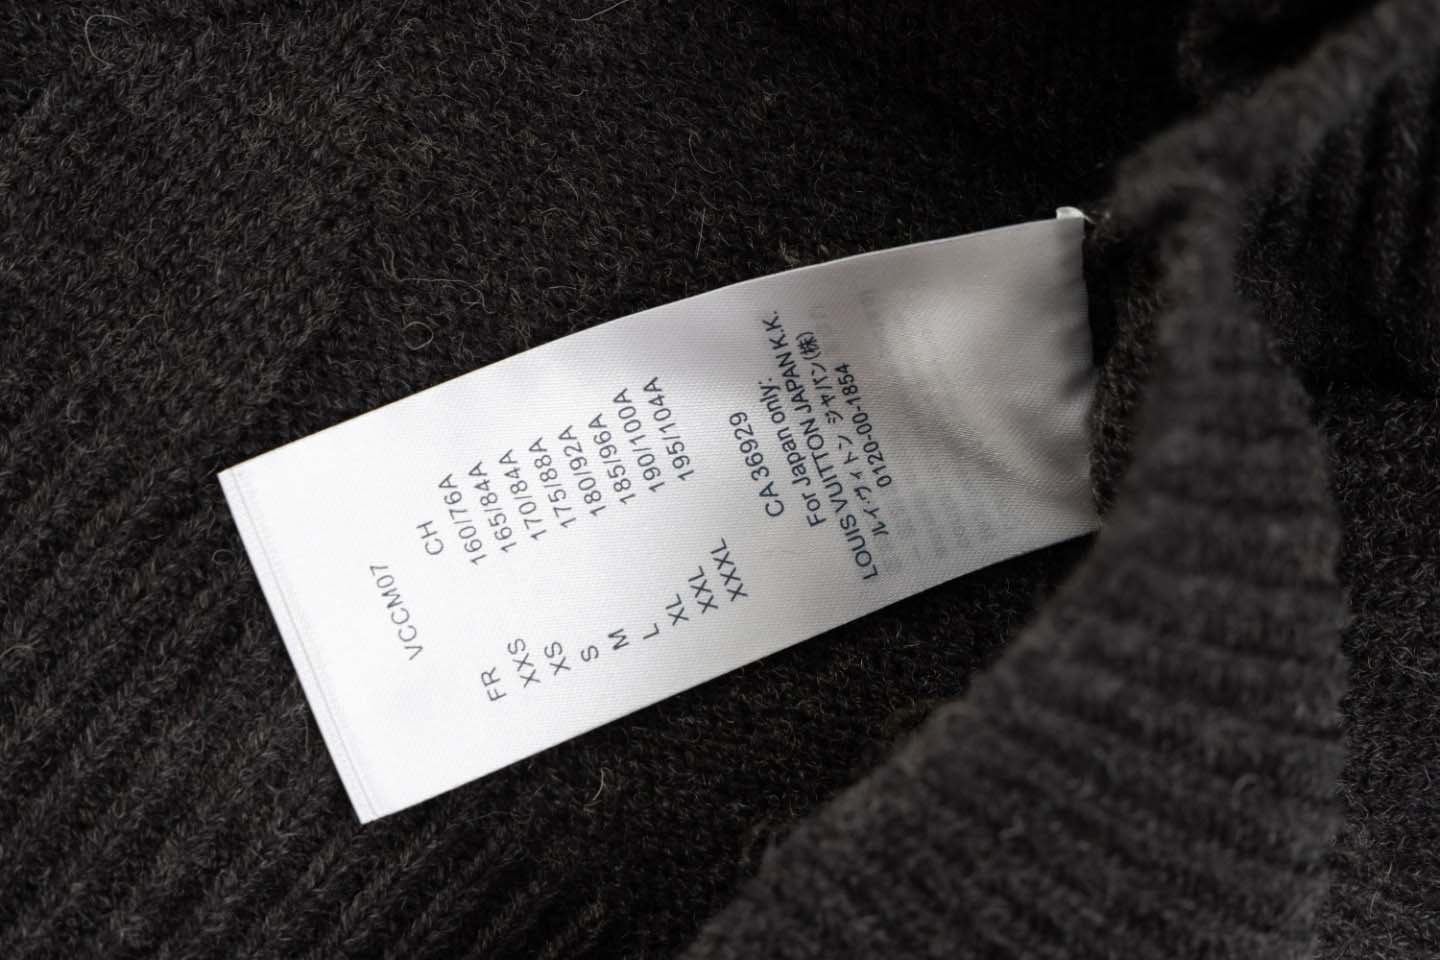 VCCM07
FR CH
XXS 160/76A
XS 165/84A
S 170/84A
M 175/88A
L 180/92A
XL 185/96A
XXL 190/100A
XXXL 195/104A
CA 36929
For Japan only:
LOUIS VUITTON JAPAN K.K.
ルイ・ヴィトン ジャパン(株)
0120-00-1854